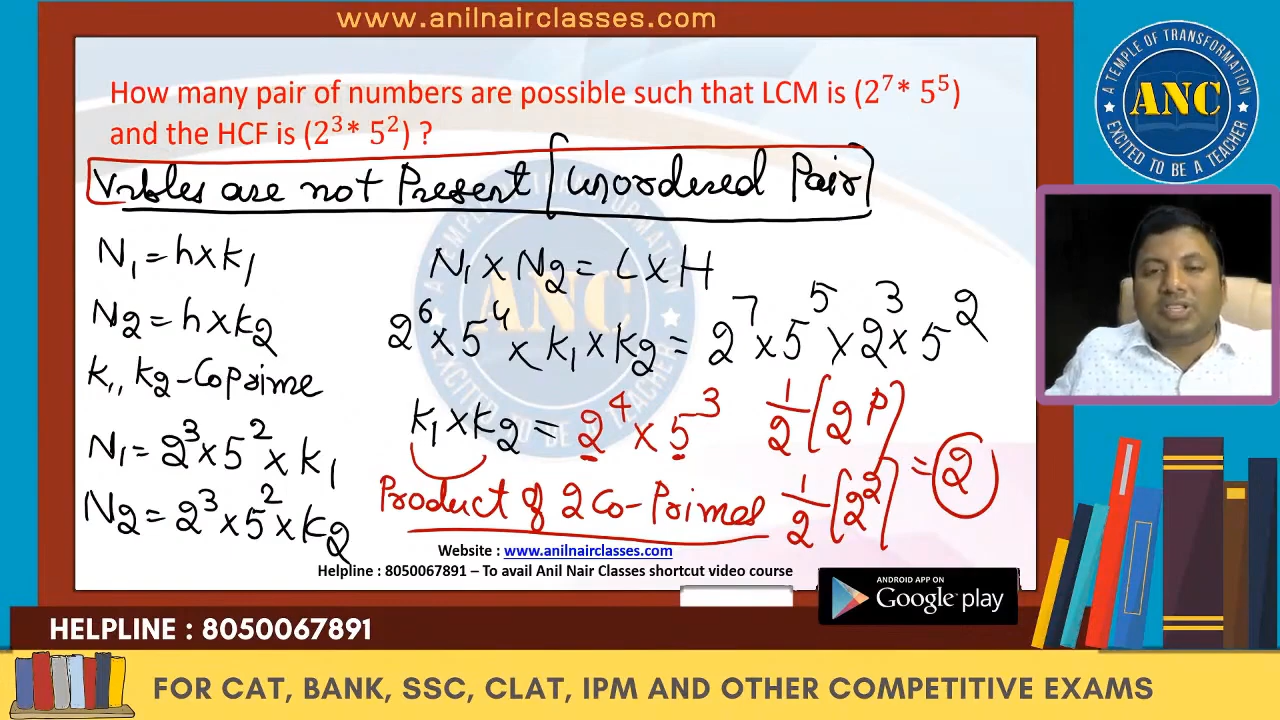 www.anilnairclasses.com
How many pair of numbers are possible such that LCM is (2⁷* 5⁵)
and the HCF is (2³* 5²) ?
A TEMPLE OF TRANSFORMATION
ANC
EXCITED TO BE A TEACHER
Vrbles are not Present [unordered Pair]
N₁ = h×k₁
N₂ = h×k₂
k₁, k₂ - Coprime
N₁ = 2³×5²×k₁
N₂ = 2³×5²×k₂
N₁ × N₂ = L×H
2⁶×5⁴×k₁×k₂ = 2⁷×5⁵×2³×5²
k₁×k₂ = 2⁴×5³
Product of 2 Co-Primes
1/2(2ᵖ)
1/2(2²) = 2
Website : www.anilnairclasses.com
Helpline : 8050067891 – To avail Anil Nair Classes shortcut video course
ANDROID APP ON
Google play
HELPLINE : 8050067891
FOR CAT, BANK, SSC, CLAT, IPM AND OTHER COMPETITIVE EXAMS